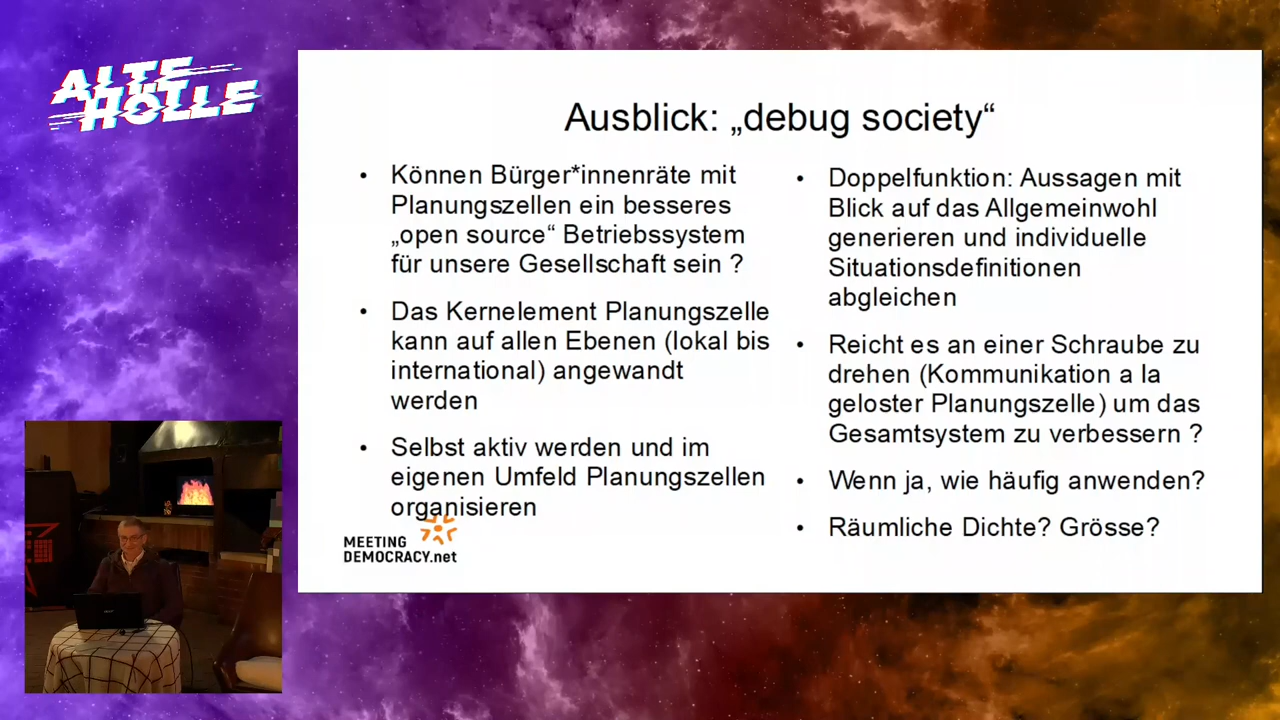 ALTE
HÖLLE
Ausblick: „debug society“
• Können Bürger*innenräte mit
Planungszellen ein besseres
„open source“ Betriebssystem
für unsere Gesellschaft sein ?
• Das Kernelement Planungszelle
kann auf allen Ebenen (lokal bis
international) angewandt
werden
• Selbst aktiv werden und im
eigenen Umfeld Planungszellen
organisieren
MEETING
DEMOCRACY.net
• Doppelfunktion: Aussagen mit
Blick auf das Allgemeinwohl
generieren und individuelle
Situationsdefinitionen
abgleichen
• Reicht es an einer Schraube zu
drehen (Kommunikation a la
geloster Planungszelle) um das
Gesamtsystem zu verbessern ?
• Wenn ja, wie häufig anwenden?
• Räumliche Dichte? Grösse?